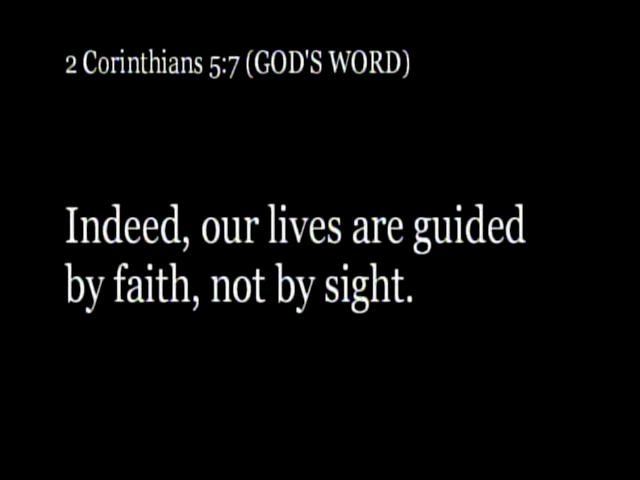 2 Corinthians 5:7 (GOD'S WORD)
Indeed, our lives are guided
by faith, not by sight.